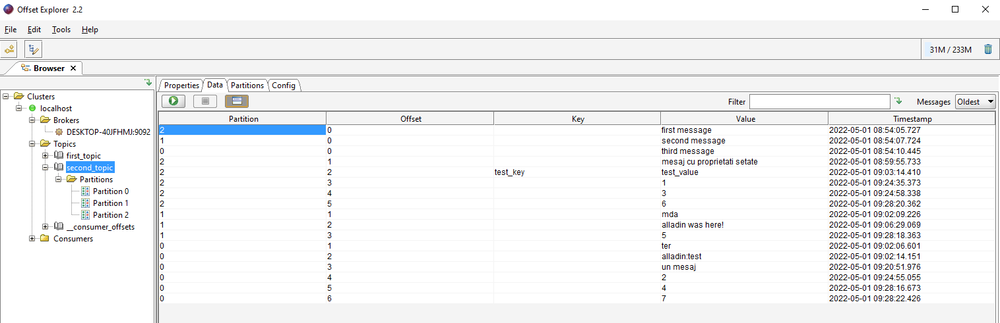 Offset Explorer 2.2
File Edit Tools Help
31M / 233M
Browser
Clusters
localhost
Brokers
DESKTOP-40JFHMJ:9092
Topics
first_topic
second_topic
Partitions
Partition 0
Partition 1
Partition 2
__consumer_offsets
Consumers
Properties Data Partitions Config
Filter Messages Oldest
Partition Offset Key Value Timestamp
2 0 first message 2022-05-01 08:54:05.727
1 0 second message 2022-05-01 08:54:07.724
0 0 third message 2022-05-01 08:54:10.445
2 1 mesaj cu proprietati setate 2022-05-01 08:59:55.733
2 2 test_key test_value 2022-05-01 09:03:14.410
2 3 1 2022-05-01 09:24:35.373
2 4 3 2022-05-01 09:24:58.338
2 5 6 2022-05-01 09:28:20.362
1 1 mda 2022-05-01 09:02:09.226
1 2 alladin was here! 2022-05-01 09:06:29.069
1 3 5 2022-05-01 09:28:18.363
0 1 ter 2022-05-01 09:02:06.601
0 2 alladin:test 2022-05-01 09:02:14.151
0 3 un mesaj 2022-05-01 09:20:51.976
0 4 2 2022-05-01 09:24:55.055
0 5 4 2022-05-01 09:28:16.673
0 6 7 2022-05-01 09:28:22.426